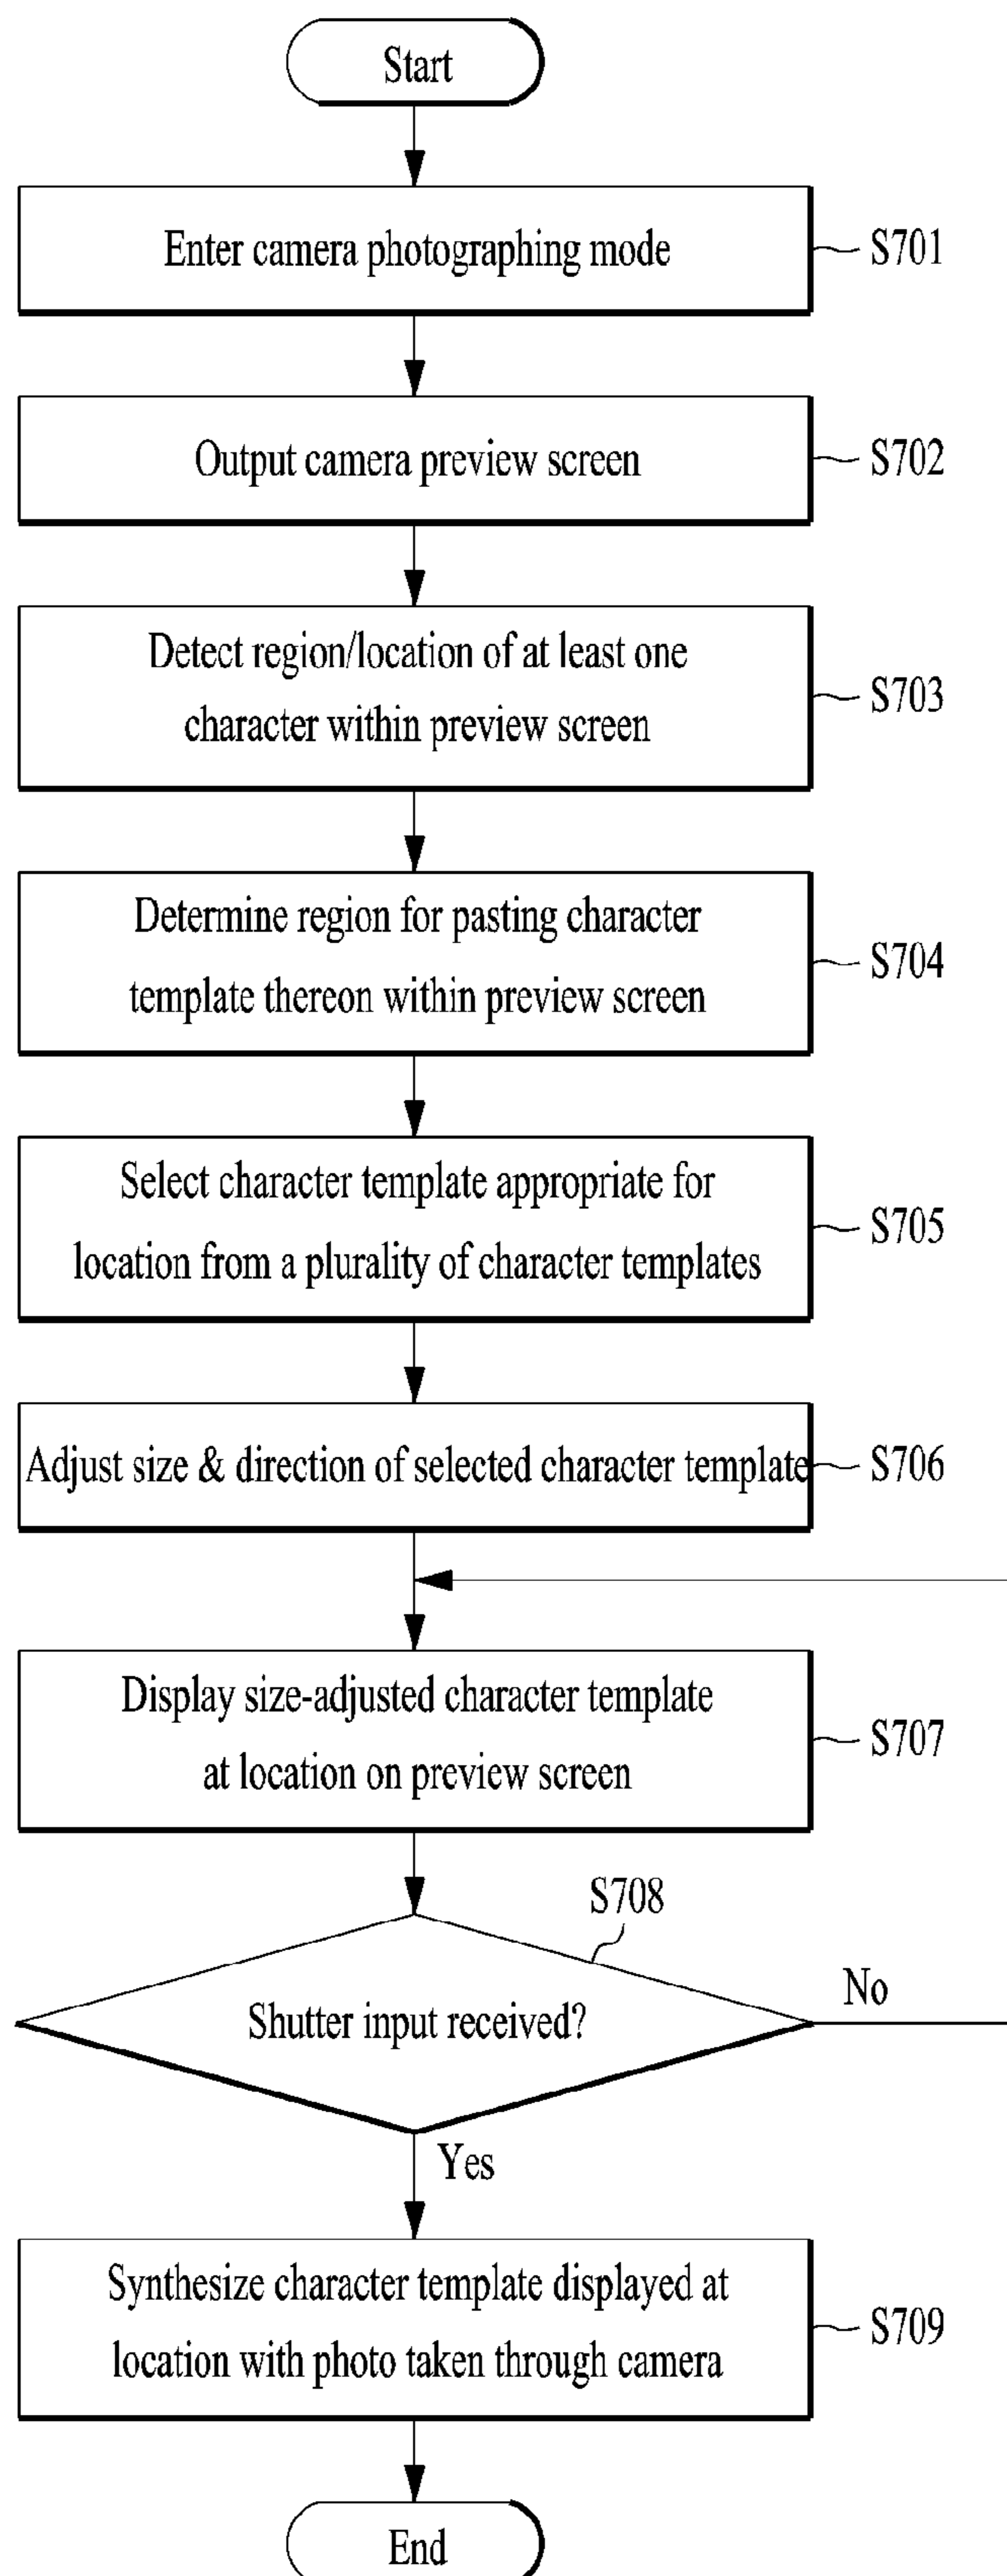 Start
Enter camera photographing mode
S701
Output camera preview screen
S702
Detect region/location of at least one
character within preview screen
S703
Determine region for pasting character
template thereon within preview screen
S704
Select character template appropriate for
location from a plurality of character templates
S705
Adjust size & direction of selected character template
S706
Display size-adjusted character template
at location on preview screen
S707
S708
Shutter input received?
No
Yes
Synthesize character template displayed at
location with photo taken through camera
S709
End